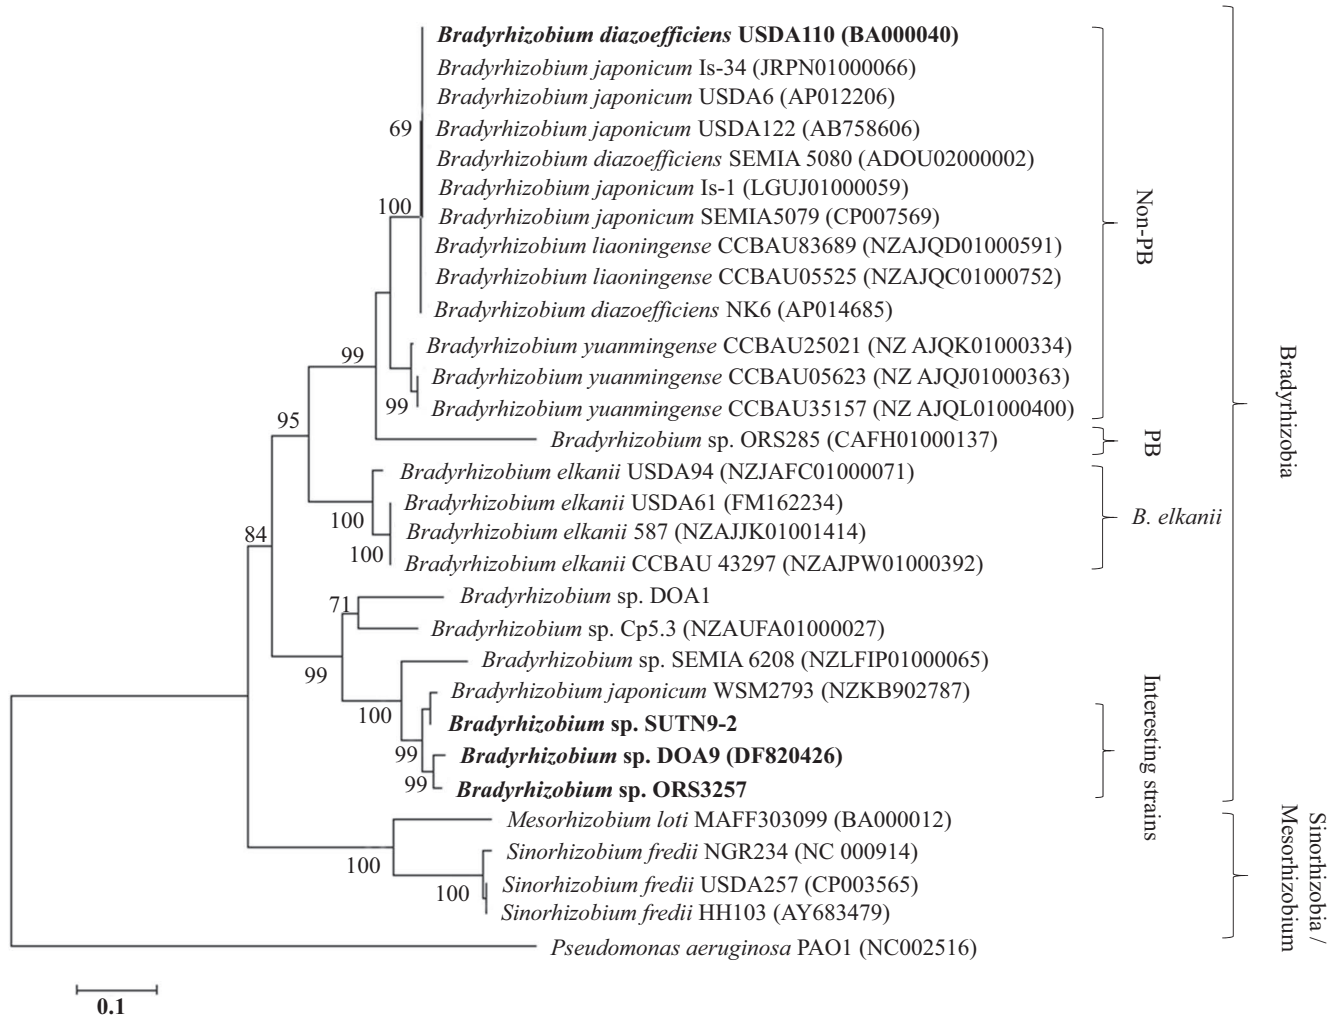 Bradyrhizobium diazoefficiens USDA110 (BA000040)
Bradyrhizobium japonicum Is-34 (JRPN01000066)
Bradyrhizobium japonicum USDA6 (AP012206)
69
Bradyrhizobium japonicum USDA122 (AB758606)
Bradyrhizobium diazoefficiens SEMIA 5080 (ADOU02000002)
Bradyrhizobium japonicum Is-1 (LGUJ01000059)
100
Bradyrhizobium japonicum SEMIA5079 (CP007569)
Bradyrhizobium liaoningense CCBAU83689 (NZAJQD01000591)
Bradyrhizobium liaoningense CCBAU05525 (NZAJQC01000752)
Bradyrhizobium diazoefficiens NK6 (AP014685)
Non-PB
Bradyrhizobium yuanmingense CCBAU25021 (NZ AJQK01000334)
99
Bradyrhizobium yuanmingense CCBAU05623 (NZ AJQJ01000363)
99
Bradyrhizobium yuanmingense CCBAU35157 (NZ AJQL01000400)
95
Bradyrhizobium sp. ORS285 (CAFH01000137)
PB
Bradyrhizobia
Bradyrhizobium elkanii USDA94 (NZJAFC01000071)
Bradyrhizobium elkanii USDA61 (FM162234)
100
Bradyrhizobium elkanii 587 (NZAJJK01001414)
B. elkanii
84
100
Bradyrhizobium elkanii CCBAU 43297 (NZAJPW01000392)
Bradyrhizobium sp. DOA1
71
Bradyrhizobium sp. Cp5.3 (NZAUFA01000027)
99
Bradyrhizobium sp. SEMIA 6208 (NZLFIP01000065)
Bradyrhizobium japonicum WSM2793 (NZKB902787)
100
Bradyrhizobium sp. SUTN9-2
99
Bradyrhizobium sp. DOA9 (DF820426)
99
Bradyrhizobium sp. ORS3257
Interesting strains
Mesorhizobium loti MAFF303099 (BA000012)
100
Sinorhizobium fredii NGR234 (NC 000914)
100
Sinorhizobium fredii USDA257 (CP003565)
Sinorhizobium fredii HH103 (AY683479)
Sinorhizobia /
Mesorhizobium
Pseudomonas aeruginosa PAO1 (NC002516)
0.1